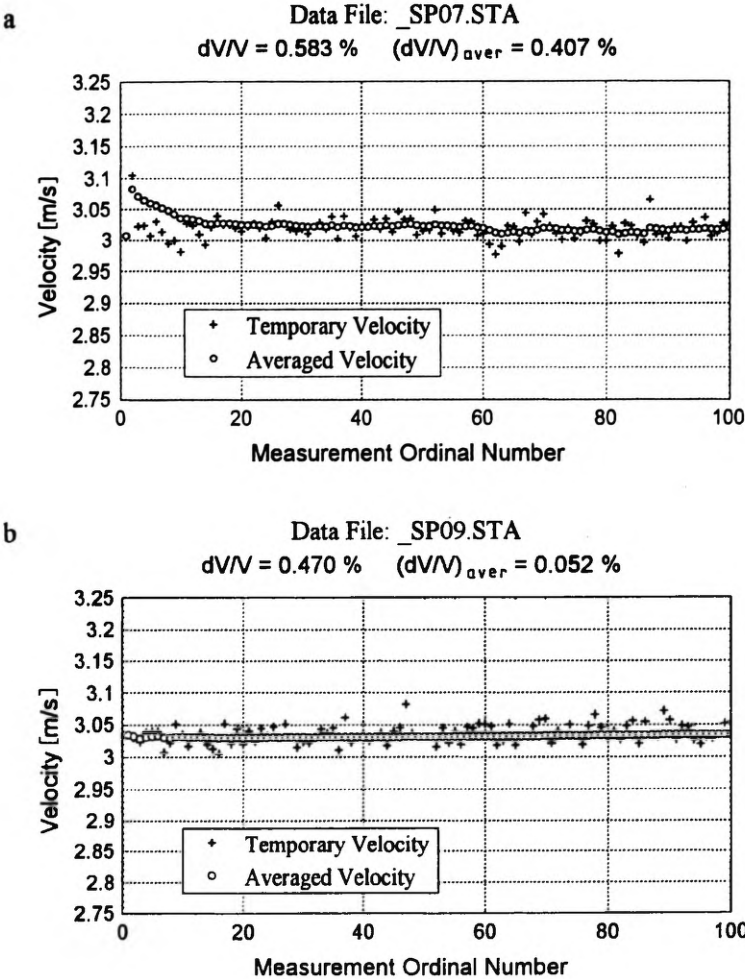 a
Data File: _SP07.STA
dV/V = 0.583 % (dV/V)aver = 0.407 %
3.25
3.2
3.15
3.1
3.05
3
2.95
2.9
2.85
2.8
2.75
Velocity [m/s]
+ Temporary Velocity
o Averaged Velocity
0 20 40 60 80 100
Measurement Ordinal Number
b
Data File: _SP09.STA
dV/V = 0.470 % (dV/V)aver = 0.052 %
3.25
3.2
3.15
3.1
3.05
3
2.95
2.9
2.85
2.8
2.75
Velocity [m/s]
+ Temporary Velocity
o Averaged Velocity
0 20 40 60 80 100
Measurement Ordinal Number